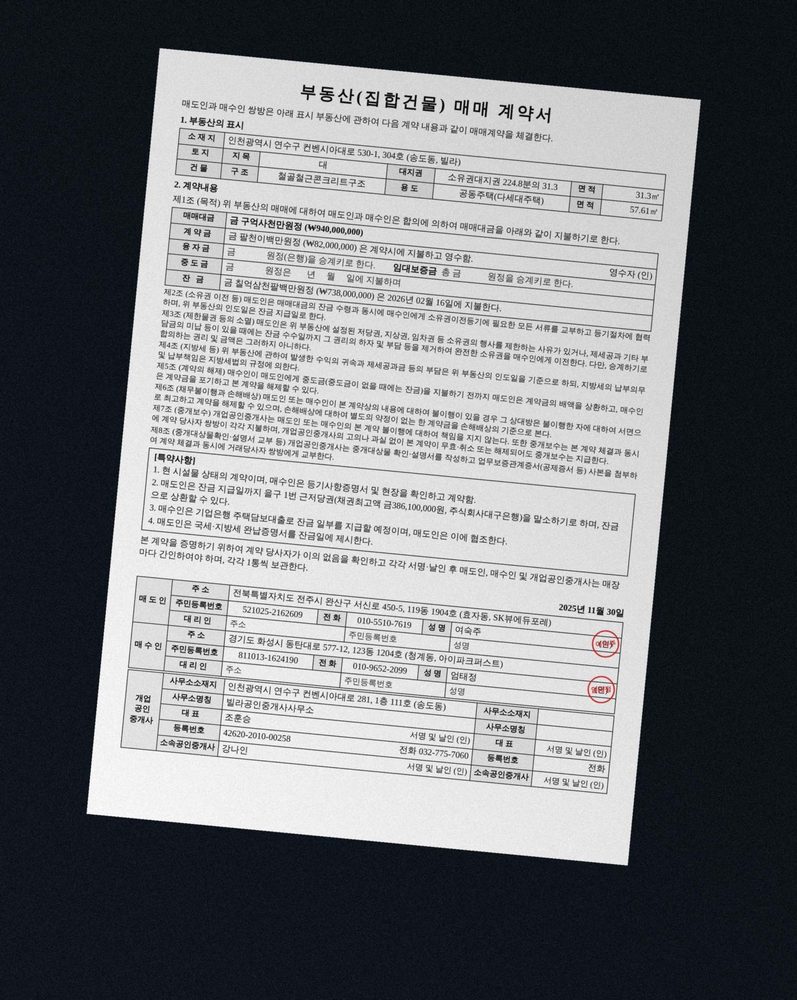 부동산(집합건물) 매매 계약서
매도인과 매수인 쌍방은 아래 표시 부동산에 관하여 다음 계약 내용과 같이 매매계약을 체결한다.
1. 부동산의 표시
소 재 지 인천광역시 연수구 컨벤시아대로 530-1, 304호 (송도동, 빌라)
토 지 지 목 대 대지권 소유권대지권 224.8분의 31.3 면 적 31.3㎡
건 물 구 조 철골철근콘크리트구조 용 도 공동주택(다세대주택) 면 적 57.61㎡
2. 계약내용
제1조 (목적) 위 부동산의 매매에 대하여 매도인과 매수인은 합의에 의하여 매매대금을 아래와 같이 지불하기로 한다.
매매대금 금 구억사천만원정 (₩940,000,000)
계 약 금 금 팔천이백만원정 (₩82,000,000) 은 계약시에 지불하고 영수함. 영수자 (인)
융 자 금 금 원정(은행)을 승계키로 한다. 임대보증금 총 금 원정을 승계키로 한다.
중 도 금 금 원정은 년 월 일에 지불하며
잔 금 금 칠억삼천팔백만원정 (₩738,000,000) 은 2026년 02월 16일에 지불한다.
제2조 (소유권 이전 등) 매도인은 매매대금의 잔금 수령과 동시에 매수인에게 소유권이전등기에 필요한 모든 서류를 교부하고 등기절차에 협력
하며, 위 부동산의 인도일은 잔금 지급일로 한다.
제3조 (제한물권 등의 소멸) 매도인은 위 부동산에 설정된 저당권, 지상권, 임차권 등 소유권의 행사를 제한하는 사유가 있거나, 제세공과 기타 부
담금의 미납 등이 있을 때에는 잔금 수수일까지 그 권리의 하자 및 부담 등을 제거하여 완전한 소유권을 매수인에게 이전한다. 다만, 승계하기로
합의하는 권리 및 금액은 그러하지 아니하다.
제4조 (지방세 등) 위 부동산에 관하여 발생한 수익의 귀속과 제세공과금 등의 부담은 위 부동산의 인도일을 기준으로 하되, 지방세의 납부의무
및 납부책임은 지방세법의 규정에 의한다.
제5조 (계약의 해제) 매수인이 매도인에게 중도금(중도금이 없을 때에는 잔금)을 지불하기 전까지 매도인은 계약금의 배액을 상환하고, 매수인
은 계약금을 포기하고 본 계약을 해제할 수 있다.
제6조 (채무불이행과 손해배상) 매도인 또는 매수인이 본 계약상의 내용에 대하여 불이행이 있을 경우 그 상대방은 불이행한 자에 대하여 서면으
로 최고하고 계약을 해제할 수 있으며, 손해배상에 대하여 별도의 약정이 없는 한 계약금을 손해배상의 기준으로 본다.
제7조 (중개보수) 개업공인중개사는 매도인 또는 매수인의 본 계약 불이행에 대하여 책임을 지지 않는다. 또한 중개보수는 본 계약 체결과 동시
에 계약 당사자 쌍방이 각각 지불하며, 개업공인중개사의 고의나 과실 없이 본 계약이 무효·취소 또는 해제되어도 중개보수는 지급한다.
제8조 (중개대상물확인·설명서 교부 등) 개업공인중개사는 중개대상물 확인·설명서를 작성하고 업무보증관계증서(공제증서 등) 사본을 첨부하
여 계약 체결과 동시에 거래당사자 쌍방에게 교부한다.
[특약사항]
1. 현 시설물 상태의 계약이며, 매수인은 등기사항증명서 및 현장을 확인하고 계약함.
2. 매도인은 잔금 지급일까지 을구 1번 근저당권(채권최고액 금386,100,000원, 주식회사대구은행)을 말소하기로 하며, 잔금
으로 상환할 수 있다.
3. 매수인은 기업은행 주택담보대출로 잔금 일부를 지급할 예정이며, 매도인은 이에 협조한다.
4. 매도인은 국세·지방세 완납증명서를 잔금일에 제시한다.
본 계약을 증명하기 위하여 계약 당사자가 이의 없음을 확인하고 각각 서명·날인 후 매도인, 매수인 및 개업공인중개사는 매장
마다 간인하여야 하며, 각각 1통씩 보관한다.
2025년 11월 30일
매 도 인 주 소 전북특별자치도 전주시 완산구 서신로 450-5, 119동 1904호 (효자동, SK뷰에듀포레)
주민등록번호 521025-2162609 전 화 010-5510-7619 성 명 여숙주 (인)
대 리 인 주소 주민등록번호 성명
매 수 인 주 소 경기도 화성시 동탄대로 577-12, 123동 1204호 (청계동, 아이파크퍼스트)
주민등록번호 811013-1624190 전 화 010-9652-2099 성 명 엄태정 (인)
대 리 인 주소 주민등록번호 성명
개업
공인
중개사
사무소소재지 인천광역시 연수구 컨벤시아대로 281, 1층 111호 (송도동) 사무소소재지
사무소명칭 빌라공인중개사사무소 사무소명칭
대 표 조훈승 서명 및 날인 (인) 대 표 서명 및 날인 (인)
등록번호 42620-2010-00258 전화 032-775-7060 등록번호 전화
소속공인중개사 강나인 서명 및 날인 (인) 소속공인중개사 서명 및 날인 (인)